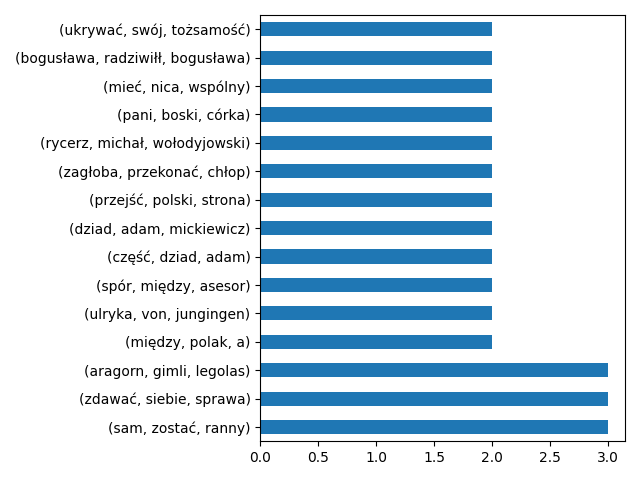 (ukrywać, swój, tożsamość)
(bogusława, radziwiłł, bogusława)
(mieć, nica, wspólny)
(pani, boski, córka)
(rycerz, michał, wołodyjowski)
(zagłoba, przekonać, chłop)
(przejść, polski, strona)
(dziad, adam, mickiewicz)
(część, dziad, adam)
(spór, między, asesor)
(ulryka, von, jungingen)
(między, polak, a)
(aragorn, gimli, legolas)
(zdawać, siebie, sprawa)
(sam, zostać, ranny)
0.0 0.5 1.0 1.5 2.0 2.5 3.0